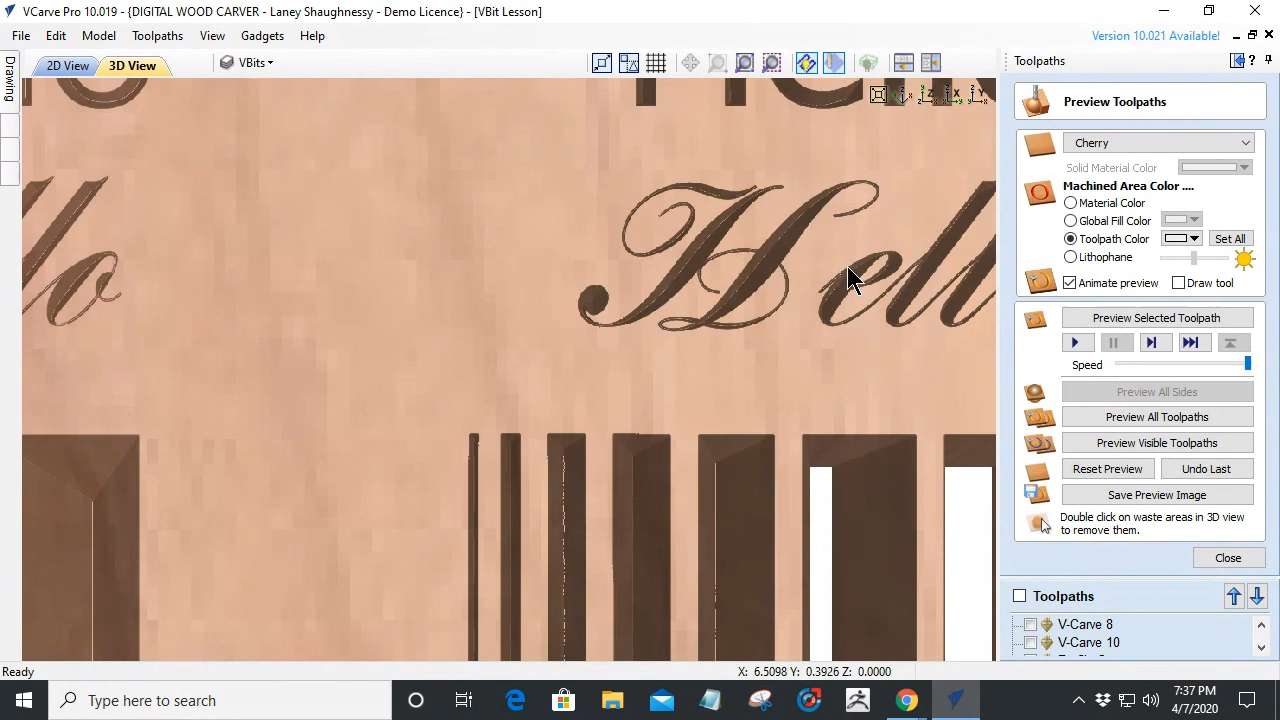 VCarve Pro 10.019 - {DIGITAL WOOD CARVER - Laney Shaughnessy - Demo Licence} - [VBit Lesson]
File Edit Model Toolpaths View Gadgets Help
Version 10.021 Available!
Drawing
2D View
3D View
VBits
Toolpaths
Preview Toolpaths
Cherry
Solid Material Color
Machined Area Color ....
Material Color
Global Fill Color
Toolpath Color
Set All
Lithophane
Animate preview
Draw tool
Preview Selected Toolpath
Speed
Preview All Sides
Preview All Toolpaths
Preview Visible Toolpaths
Reset Preview
Undo Last
Save Preview Image
Double click on waste areas in 3D view
to remove them.
Close
Toolpaths
V-Carve 8
V-Carve 10
lo
Hell
Ready
X: 6.5098 Y: 0.3926 Z: 0.0000
Type here to search
7:37 PM
4/7/2020